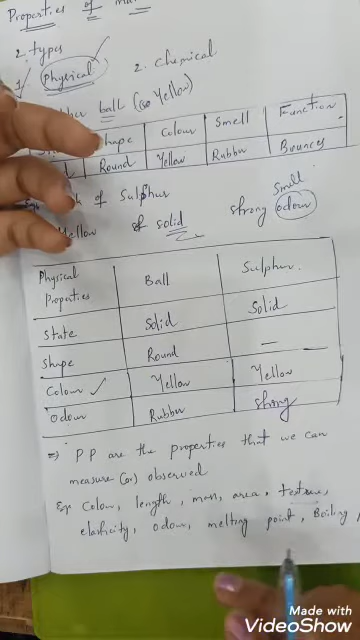 Properties of
2 types
1) Physical 2. chemical
ball ( Yellow)
Shape Colour Smell Function
Round Yellow Rubber Bounces
of Sulphur
Smell
Yellow of solid strong odour
Physical Properties Ball Sulphur.
State Solid Solid
Shape Round —
Colour ✓ Yellow Yellow
Odour Rubber Strong
=> PP are the properties that we can
measure (or) observed
Eg: Colour, length, mass, area, texture,
elasticity, Odour, melting point, Boiling,
Made with
VideoShow